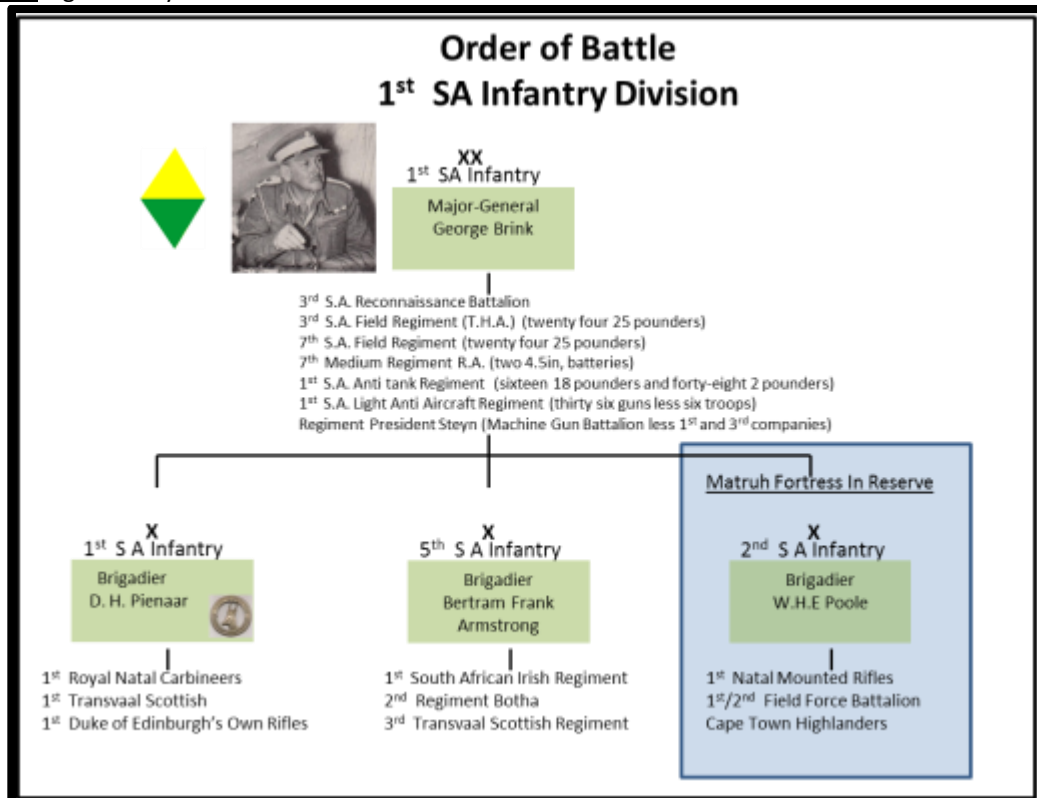 Order of Battle
1st SA Infantry Division
XX
1st SA Infantry
Major-General
George Brink
3rd S.A. Reconnaissance Battalion
3rd S.A. Field Regiment (T.H.A.) (twenty four 25 pounders)
7th S.A. Field Regiment (twenty four 25 pounders)
7th Medium Regiment R.A. (two 4.5in, batteries)
1st S.A. Anti tank Regiment (sixteen 18 pounders and forty-eight 2 pounders)
1st S.A. Light Anti Aircraft Regiment (thirty six guns less six troops)
Regiment President Steyn (Machine Gun Battalion less 1st and 3rd companies)
X
1st S A Infantry
Brigadier
D. H. Pienaar
1st Royal Natal Carbineers
1st Transvaal Scottish
1st Duke of Edinburgh's Own Rifles
X
5th S A Infantry
Brigadier
Bertram Frank
Armstrong
1st South African Irish Regiment
2nd Regiment Botha
3rd Transvaal Scottish Regiment
Matruh Fortress In Reserve
X
2nd S A Infantry
Brigadier
W.H.E Poole
1st Natal Mounted Rifles
1st/2nd Field Force Battalion
Cape Town Highlanders